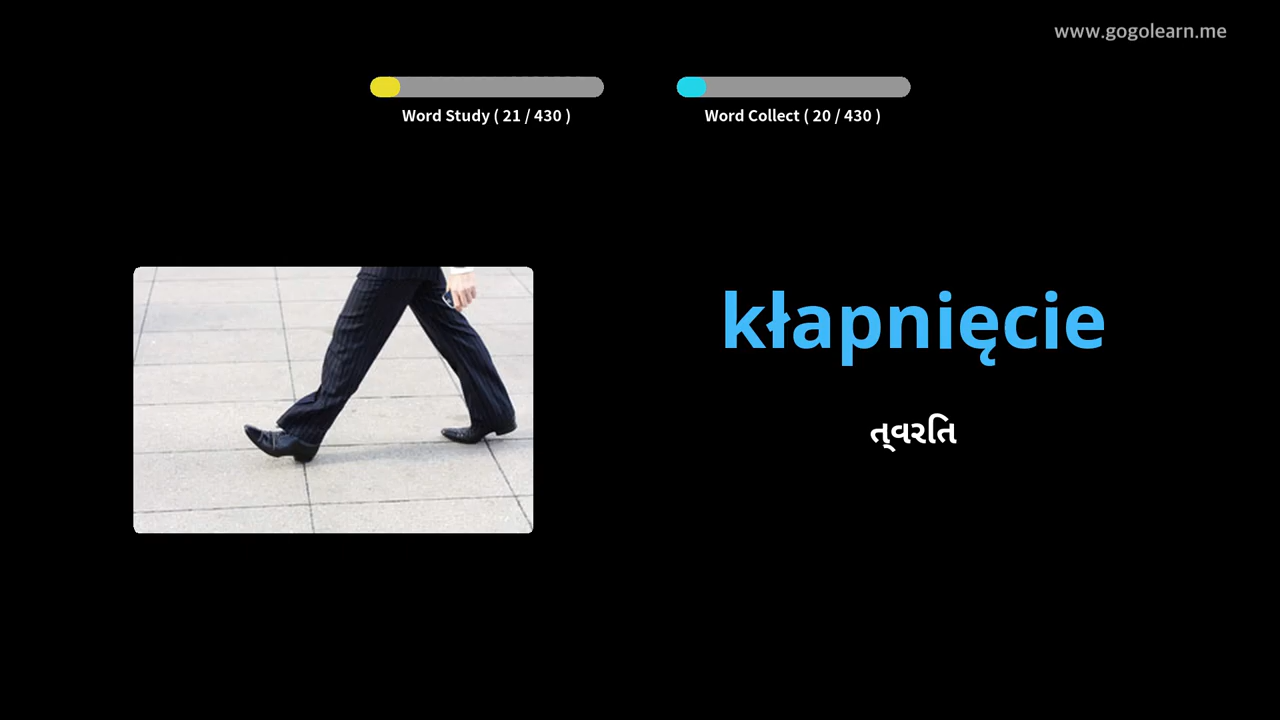 www.gogolearn.me
Word Study ( 21 / 430 )
Word Collect ( 20 / 430 )
kłapnięcie
ત્વરતિ